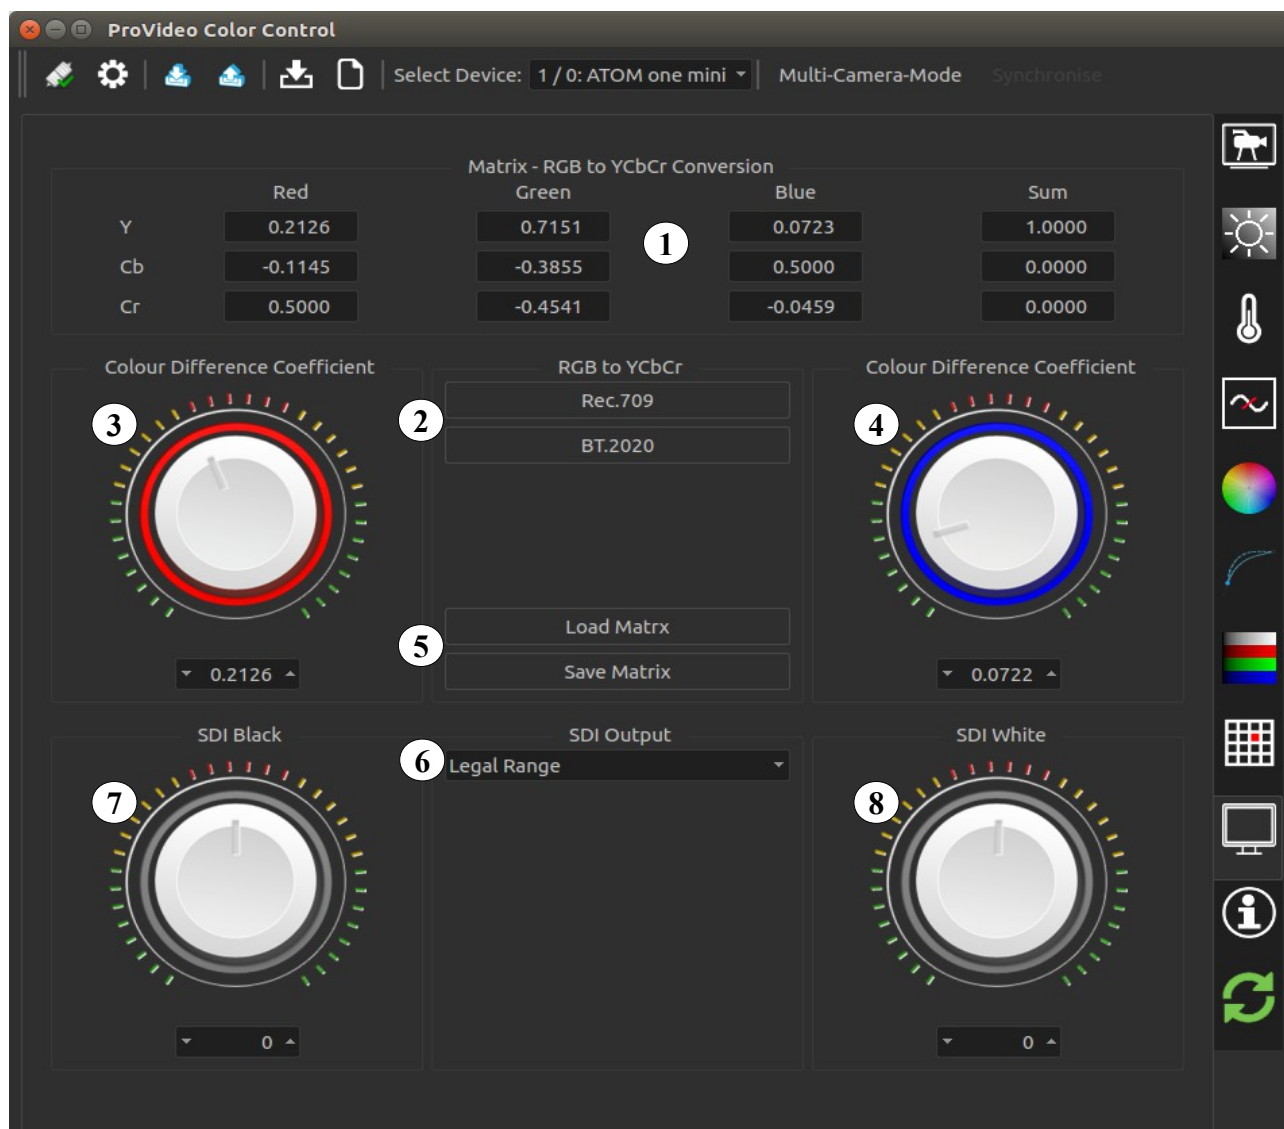 ProVideo Color Control
Select Device: 1 / 0: ATOM one mini Multi-Camera-Mode Synchronise
Matrix - RGB to YCbCr Conversion
Red Green Blue Sum
Y 0.2126 0.7151 0.0723 1.0000
1
Cb -0.1145 -0.3855 0.5000 0.0000
Cr 0.5000 -0.4541 -0.0459 0.0000
Colour Difference Coefficient RGB to YCbCr Colour Difference Coefficient
3 2 Rec.709 4
BT.2020
5 Load Matrx
0.2126 Save Matrix 0.0722
SDI Black SDI Output SDI White
6 Legal Range
7 8
0 0